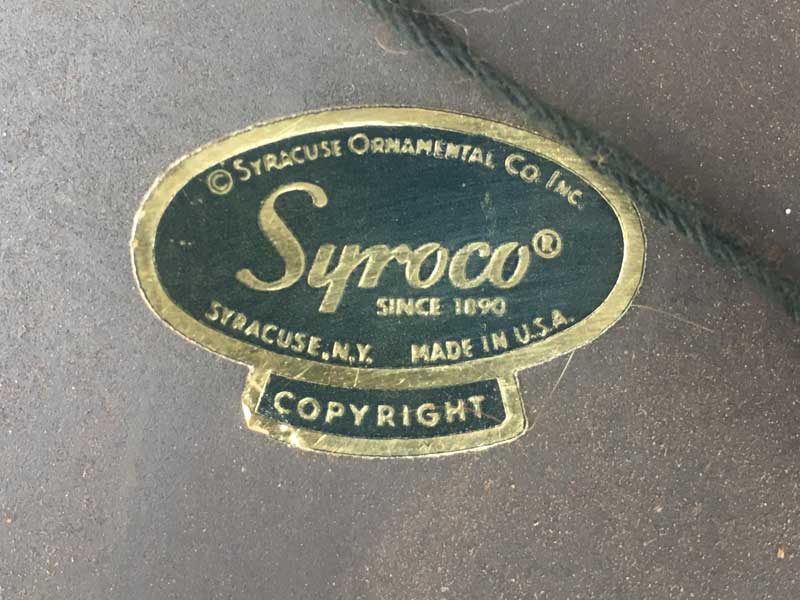 © SYRACUSE ORNAMENTAL CO. INC.
Syroco®
SINCE 1890
SYRACUSE, N.Y. MADE IN U.S.A.
COPYRIGHT